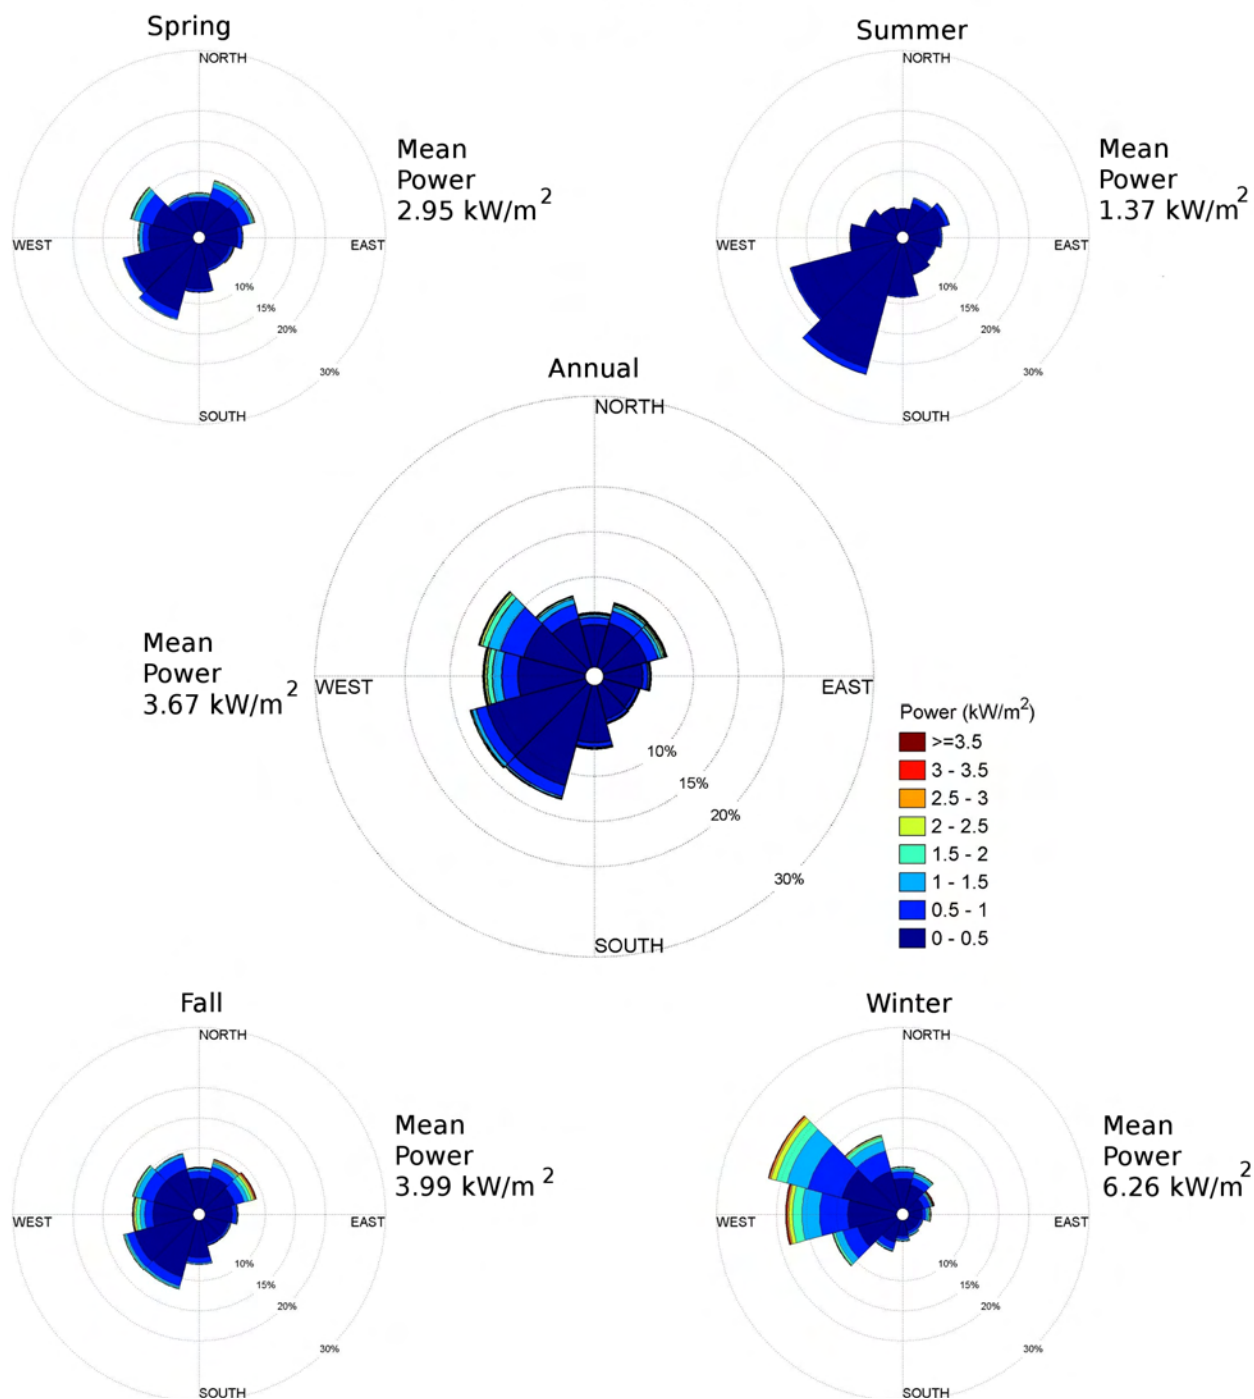 Spring
NORTH
WEST
EAST
SOUTH
10%
15%
20%
30%
Mean
Power
2.95 kW/m²
Summer
NORTH
WEST
EAST
SOUTH
10%
15%
20%
30%
Mean
Power
1.37 kW/m²
Annual
NORTH
WEST
EAST
SOUTH
10%
15%
20%
30%
Mean
Power
3.67 kW/m²
Power (kW/m²)
>=3.5
3 - 3.5
2.5 - 3
2 - 2.5
1.5 - 2
1 - 1.5
0.5 - 1
0 - 0.5
Fall
NORTH
WEST
EAST
SOUTH
10%
15%
20%
30%
Mean
Power
3.99 kW/m²
Winter
NORTH
WEST
EAST
SOUTH
10%
15%
20%
30%
Mean
Power
6.26 kW/m²